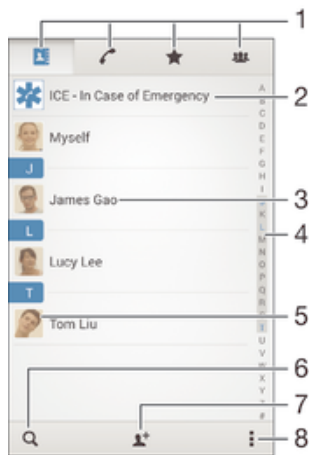 1
A
ICE - In Case of Emergency
2
B
C
D
Myself
E
F
G
J
H
I
James Gao
3
K
L
4
L
M
N
Lucy Lee
O
P
Q
T
R
5
Tom Liu
U
V
W
X
6
Y
#
7
8